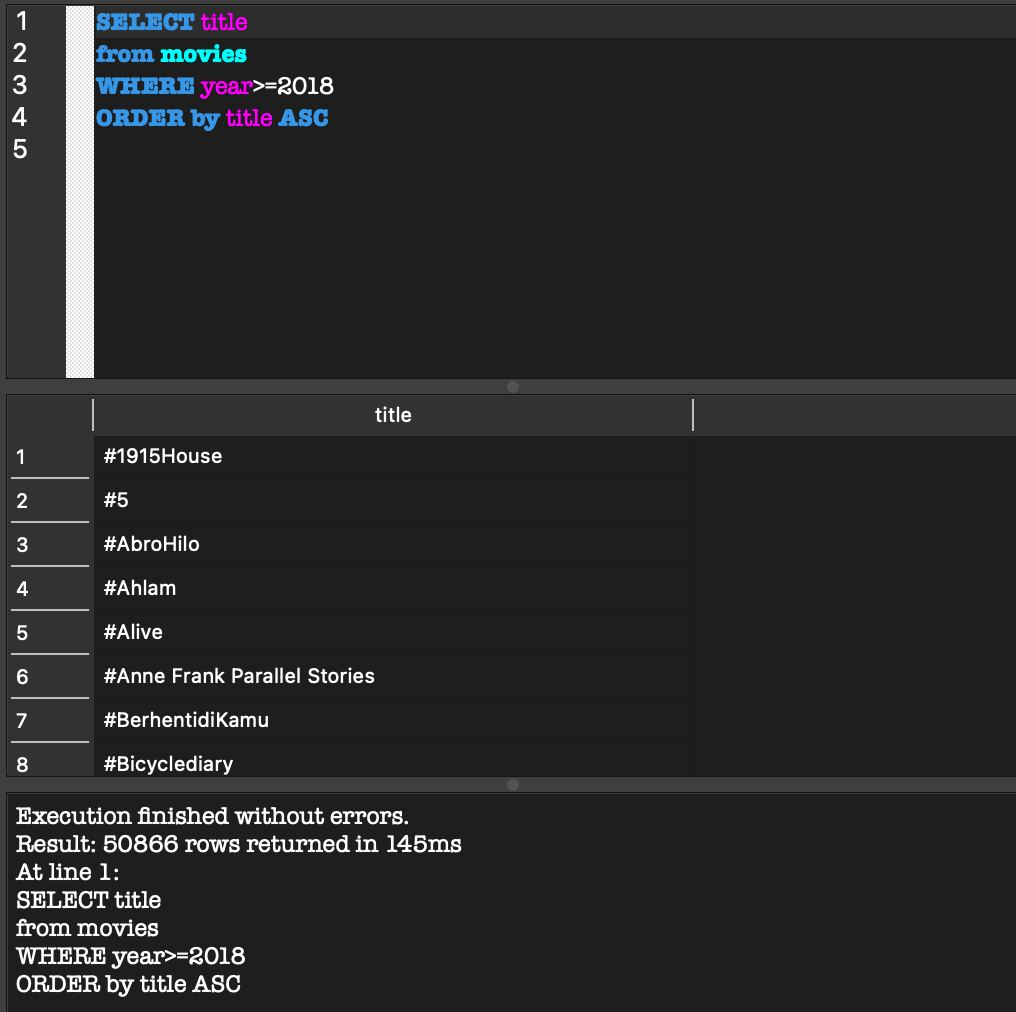 1 SELECT title
2 from movies
3 WHERE year>=2018
4 ORDER by title ASC
5
title
1 #1915House
2 #5
3 #AbroHilo
4 #Ahlam
5 #Alive
6 #Anne Frank Parallel Stories
7 #BerhentidiKamu
8 #Bicyclediary
Execution finished without errors.
Result: 50866 rows returned in 145ms
At line 1:
SELECT title
from movies
WHERE year>=2018
ORDER by title ASC